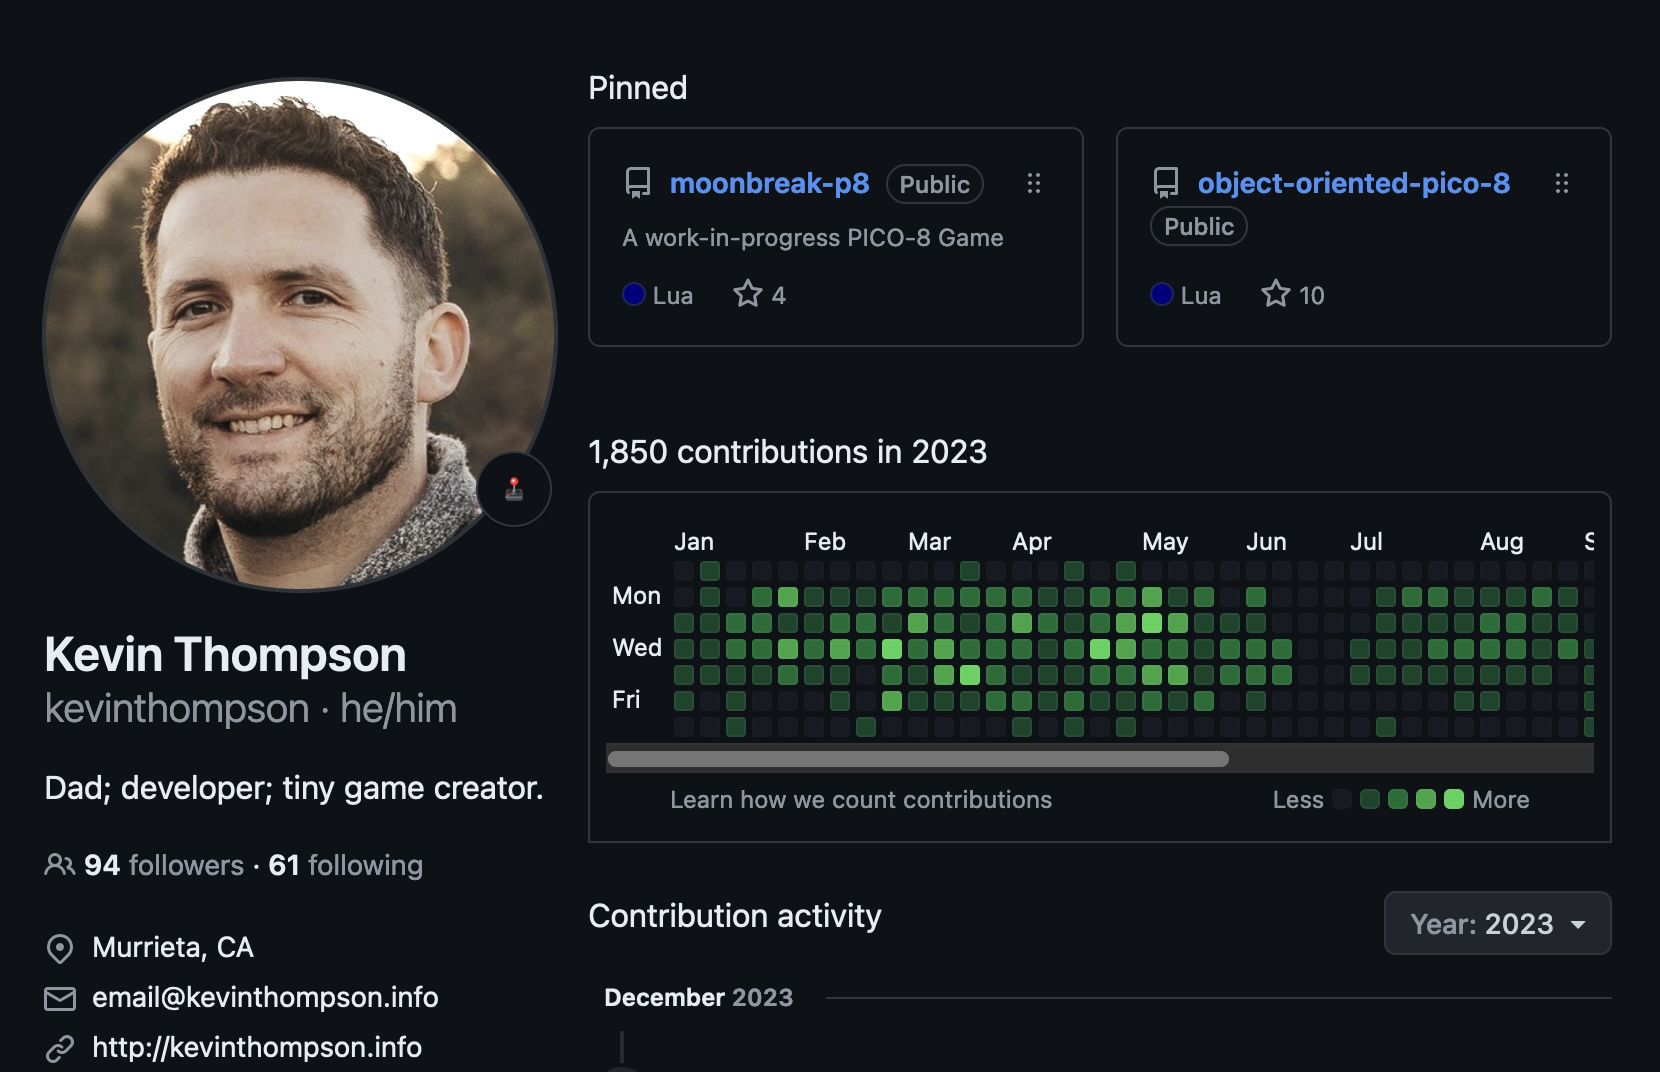 Pinned
moonbreak-p8 Public
A work-in-progress PICO-8 Game
Lua 4
object-oriented-pico-8
Public
Lua 10
1,850 contributions in 2023
Jan Feb Mar Apr May Jun Jul Aug S
Mon
Wed
Fri
Learn how we count contributions
Less More
Contribution activity
Year: 2023
December 2023
Kevin Thompson
kevinthompson · he/him
Dad; developer; tiny game creator.
94 followers · 61 following
Murrieta, CA
email@kevinthompson.info
http://kevinthompson.info